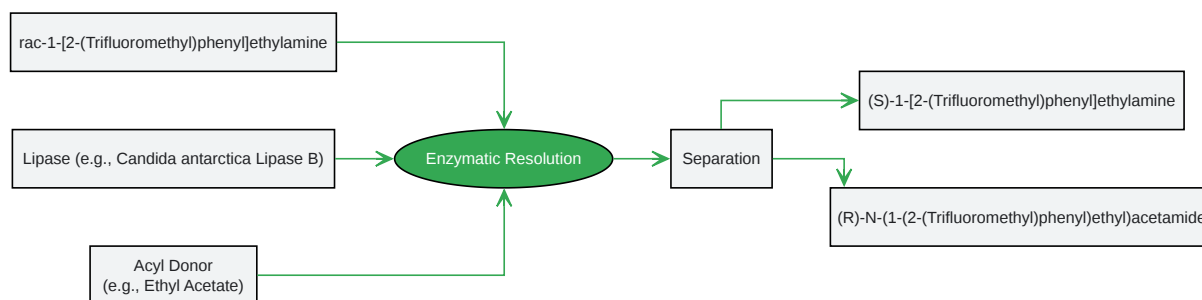 rac-1-[2-(Trifluoromethyl)phenyl]ethylamine
Lipase (e.g., Candida antarctica Lipase B)
Acyl Donor
(e.g., Ethyl Acetate)
Enzymatic Resolution
Separation
(S)-1-[2-(Trifluoromethyl)phenyl]ethylamine
(R)-N-(1-(2-(Trifluoromethyl)phenyl)ethyl)acetamide